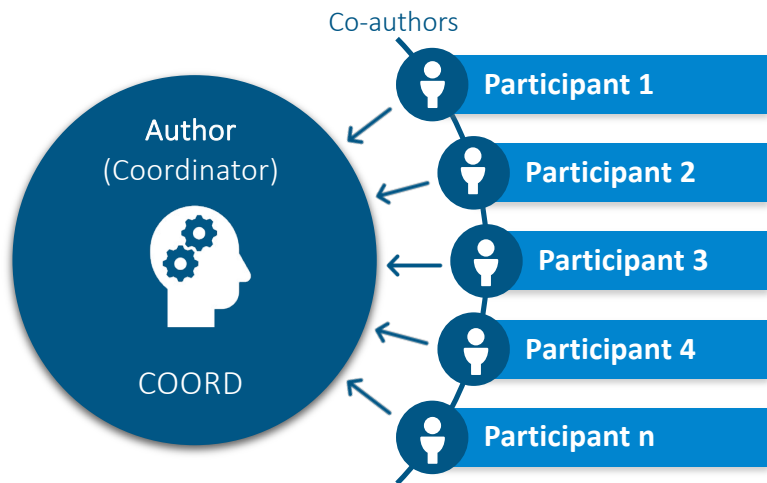 Co-authors
Author
(Coordinator)
COORD
Participant 1
Participant 2
Participant 3
Participant 4
Participant n